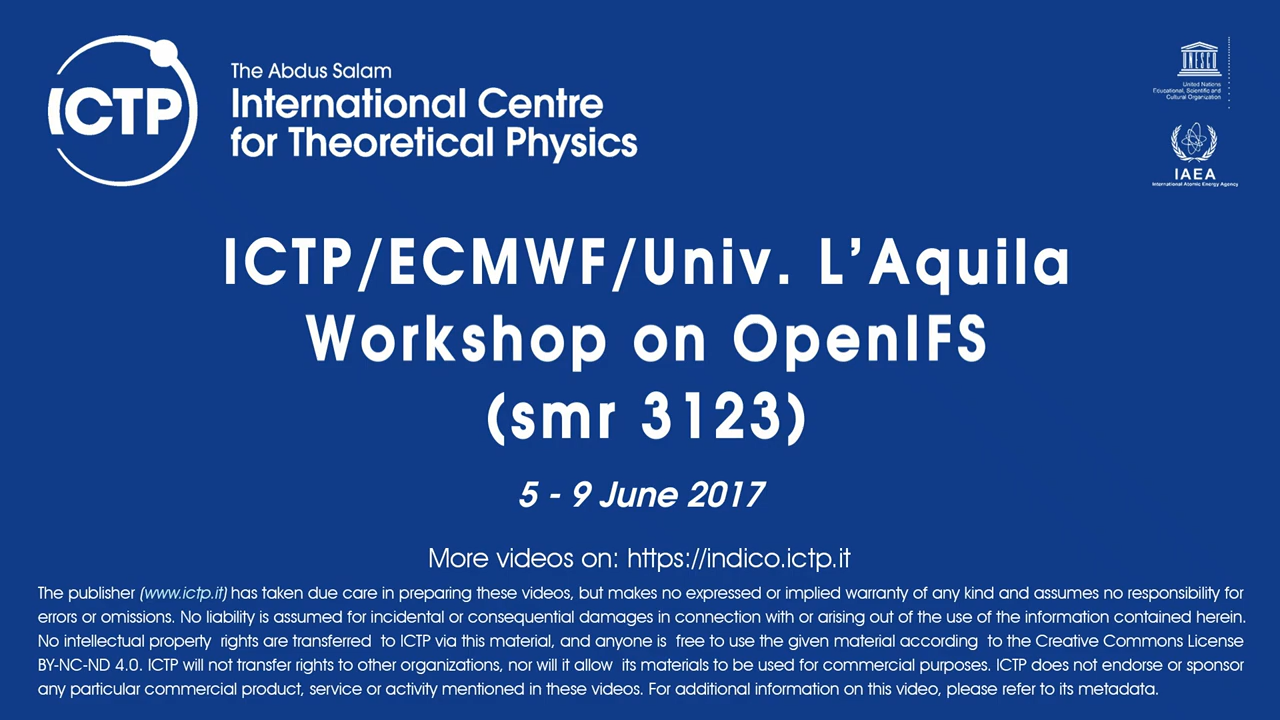 ICTP
The Abdus Salam
International Centre
for Theoretical Physics
UNESCO
United Nations
Educational, Scientific and
Cultural Organization
IAEA
International Atomic Energy Agency
ICTP/ECMWF/Univ. L’Aquila
Workshop on OpenIFS
(smr 3123)
5 - 9 June 2017
More videos on: https://indico.ictp.it
The publisher (www.ictp.it) has taken due care in preparing these videos, but makes no expressed or implied warranty of any kind and assumes no responsibility for
errors or omissions. No liability is assumed for incidental or consequential damages in connection with or arising out of the use of the information contained herein.
No intellectual property rights are transferred to ICTP via this material, and anyone is free to use the given material according to the Creative Commons License
BY-NC-ND 4.0. ICTP will not transfer rights to other organizations, nor will it allow its materials to be used for commercial purposes. ICTP does not endorse or sponsor
any particular commercial product, service or activity mentioned in these videos. For additional information on this video, please refer to its metadata.